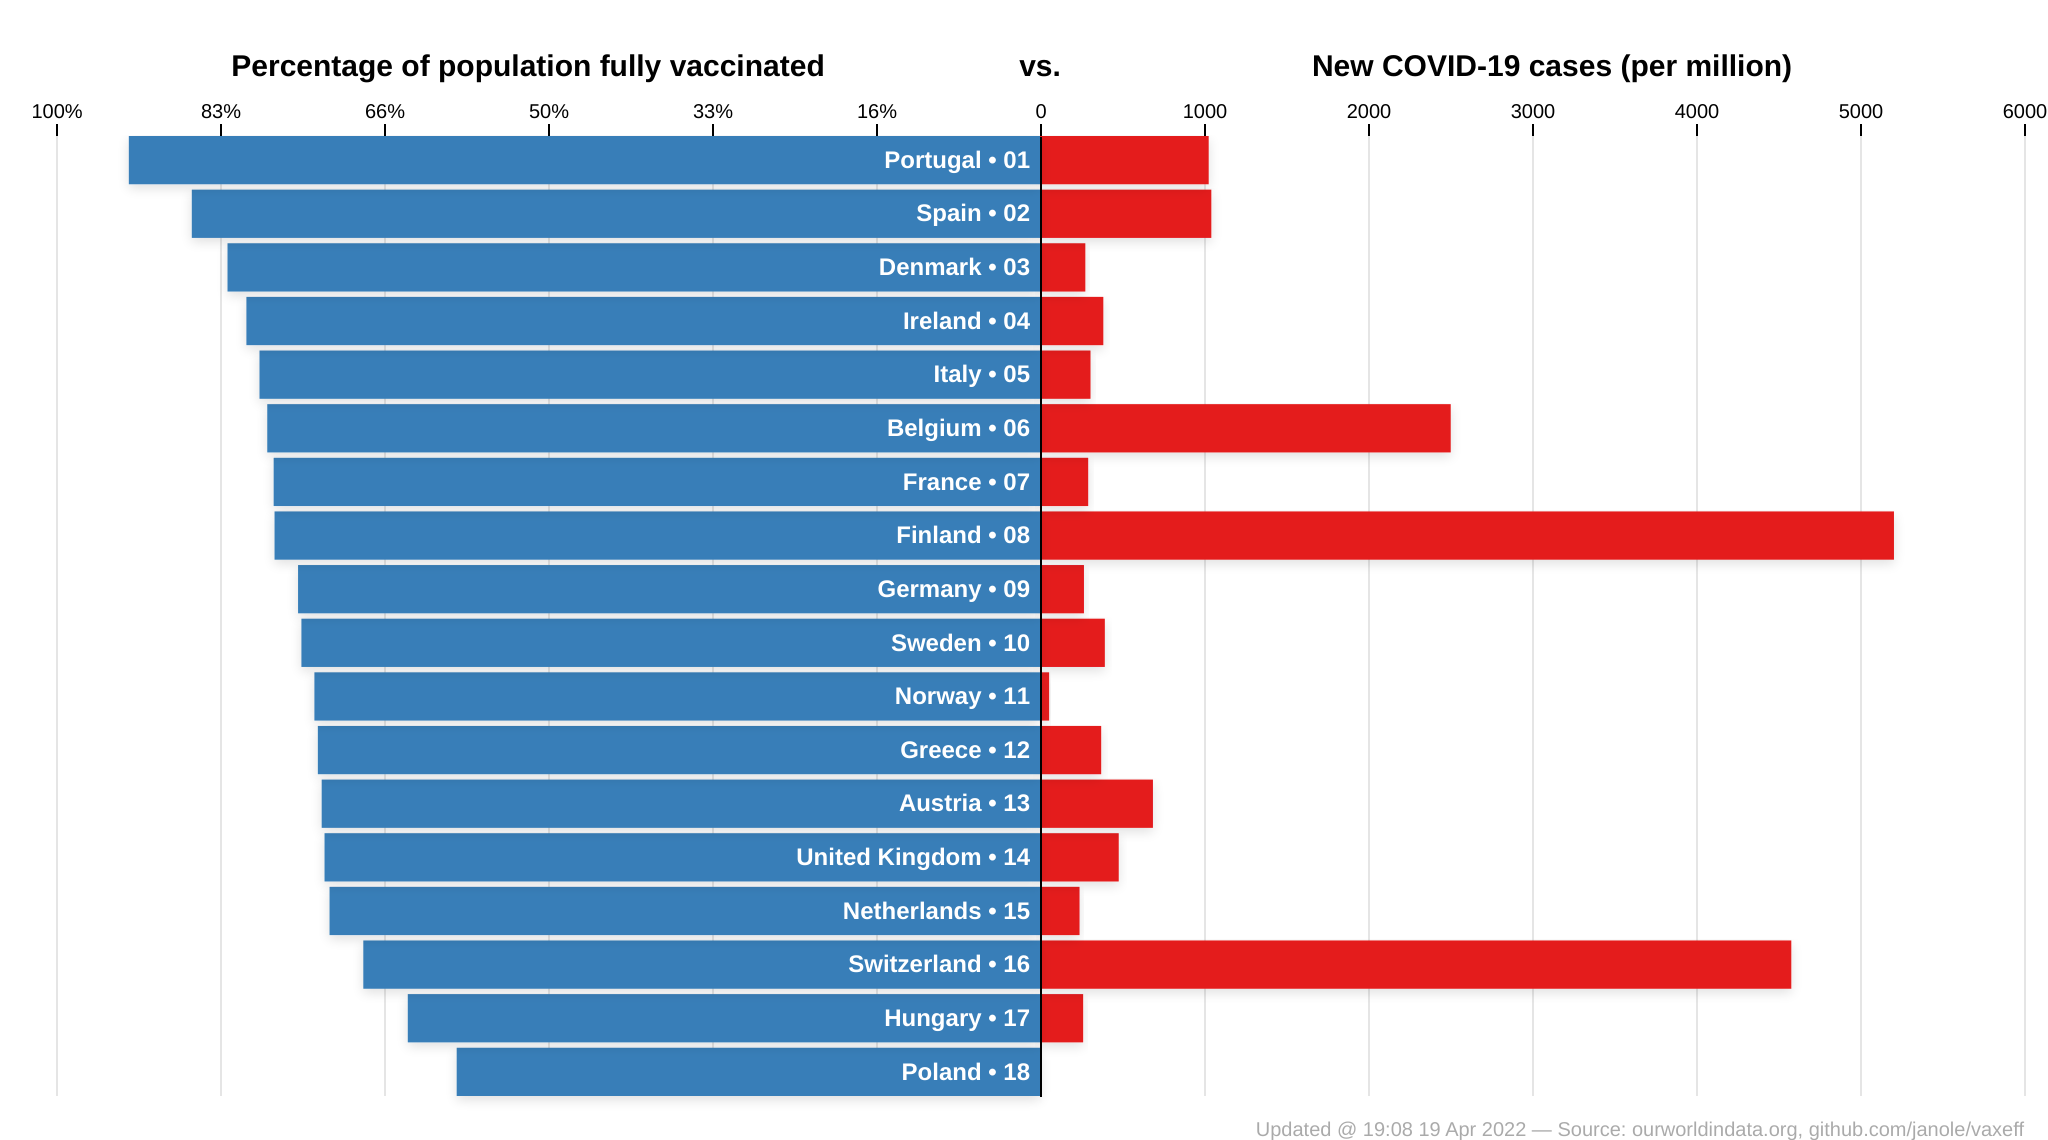 Percentage of population fully vaccinated vs. New COVID-19 cases (per million)
100% 83% 66% 50% 33% 16% 0 1000 2000 3000 4000 5000 6000
Portugal • 01
Spain • 02
Denmark • 03
Ireland • 04
Italy • 05
Belgium • 06
France • 07
Finland • 08
Germany • 09
Sweden • 10
Norway • 11
Greece • 12
Austria • 13
United Kingdom • 14
Netherlands • 15
Switzerland • 16
Hungary • 17
Poland • 18
Updated @ 19:08 19 Apr 2022 — Source: ourworldindata.org, github.com/janole/vaxeff